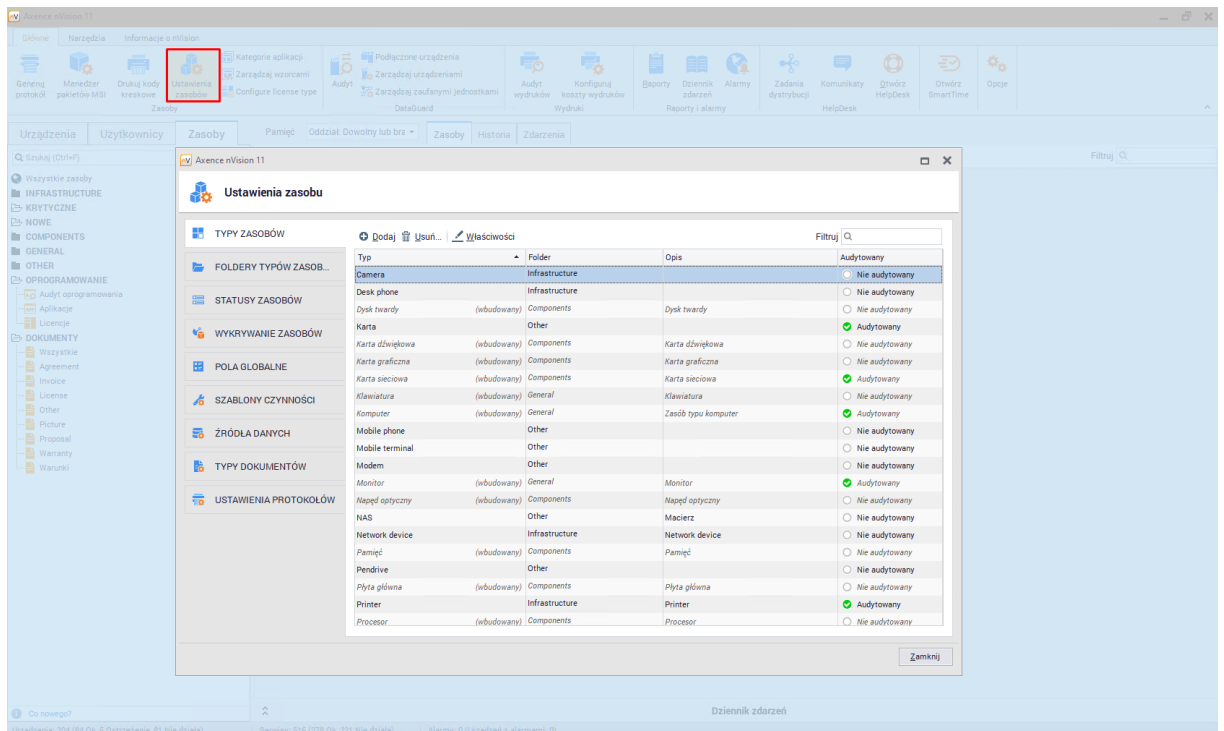 Axence nVision 11
Główne Narzędzia Informacje o nVision
Generuj protokół
Menedżer pakietów MSI
Drukuj kody kreskowe
Ustawienia zasobów
Kategorie aplikacji
Zarządzaj wzorcami
Configure license type
Zasoby
Audyt
Podłączone urządzenia
Zarządzaj urządzeniami
Zarządzaj zaufanymi jednostkami
DataGuard
Audyt wydruków
Konfiguruj koszty wydruków
Wydruki
Raporty
Dziennik zdarzeń
Alarmy
Raporty i alarmy
Zadania dystrybucji
Komunikaty
Otwórz HelpDesk
HelpDesk
Otwórz SmartTime
Opcje
Urządzenia Użytkownicy Zasoby Pamięć Oddział: Dowolny lub bra Zasoby Historia Zdarzenia
Szukaj (Ctrl+F)
Filtruj
Wszystkie zasoby
INFRASTRUCTURE
KRYTYCZNE
NOWE
COMPONENTS
GENERAL
OTHER
OPROGRAMOWANIE
Audyt oprogramowania
Aplikacje
Licencje
DOKUMENTY
Wszystkie
Agreement
Invoice
License
Other
Picture
Proposal
Warranty
Warunki
Axence nVision 11
Ustawienia zasobu
TYPY ZASOBÓW
FOLDERY TYPÓW ZASOB...
STATUSY ZASOBÓW
WYKRYWANIE ZASOBÓW
POLA GLOBALNE
SZABLONY CZYNNOŚCI
ŹRÓDŁA DANYCH
TYPY DOKUMENTÓW
USTAWIENIA PROTOKOŁÓW
Dodaj Usuń... Właściwości Filtruj
Typ Folder Opis Audytowany
Camera Infrastructure Nie audytowany
Desk phone Infrastructure Nie audytowany
Dysk twardy (wbudowany) Components Dysk twardy Nie audytowany
Karta Other Audytowany
Karta dźwiękowa (wbudowany) Components Karta dźwiękowa Nie audytowany
Karta graficzna (wbudowany) Components Karta graficzna Nie audytowany
Karta sieciowa (wbudowany) Components Karta sieciowa Audytowany
Klawiatura (wbudowany) General Klawiatura Nie audytowany
Komputer (wbudowany) General Zasób typu komputer Audytowany
Mobile phone Other Nie audytowany
Mobile terminal Other Nie audytowany
Modem Other Nie audytowany
Monitor (wbudowany) General Monitor Audytowany
Napęd optyczny (wbudowany) Components Napęd optyczny Nie audytowany
NAS Other Macierz Nie audytowany
Network device Infrastructure Network device Nie audytowany
Pamięć (wbudowany) Components Pamięć Nie audytowany
Pendrive Other Nie audytowany
Płyta główna (wbudowany) Components Płyta główna Nie audytowany
Printer Infrastructure Printer Audytowany
Procesor (wbudowany) Components Procesor Nie audytowany
Zamknij
Co nowego?
Dziennik zdarzeń